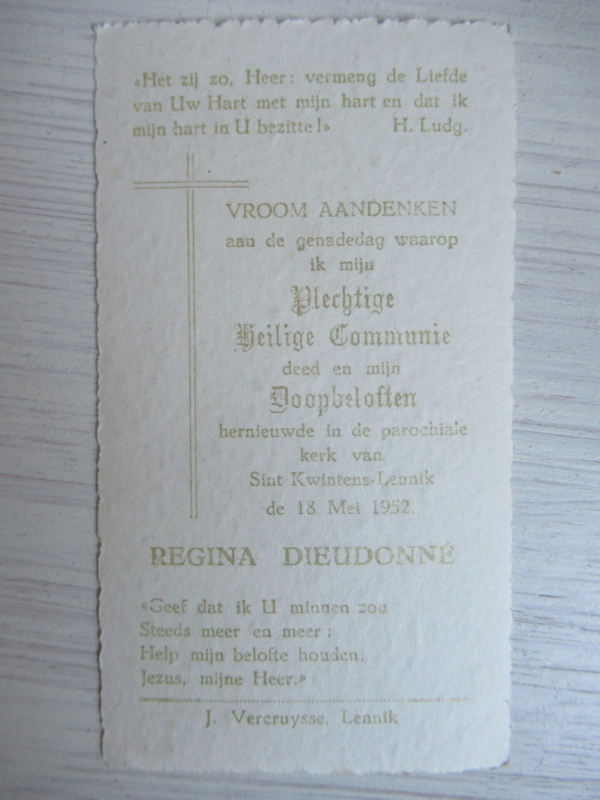 «Het zij zo, Heer: vermeng de Liefde
van Uw Hart met mijn hart en dat ik
mijn hart in U bezitte!» H. Ludg.
VROOM AANDENKEN
aan de genadedag waarop
ik mijn
Plechtige
Heilige Communie
deed en mijn
Doopbeloften
hernieuwde in de parochiale
kerk van
Sint Kwintens-Lennik
de 18 Mei 1952.
REGINA DIEUDONNÉ
«Geef dat ik U minnen zou
Steeds meer en meer;
Help mijn belofte houden,
Jezus, mijne Heer.»
J. Vercruysse, Lennik